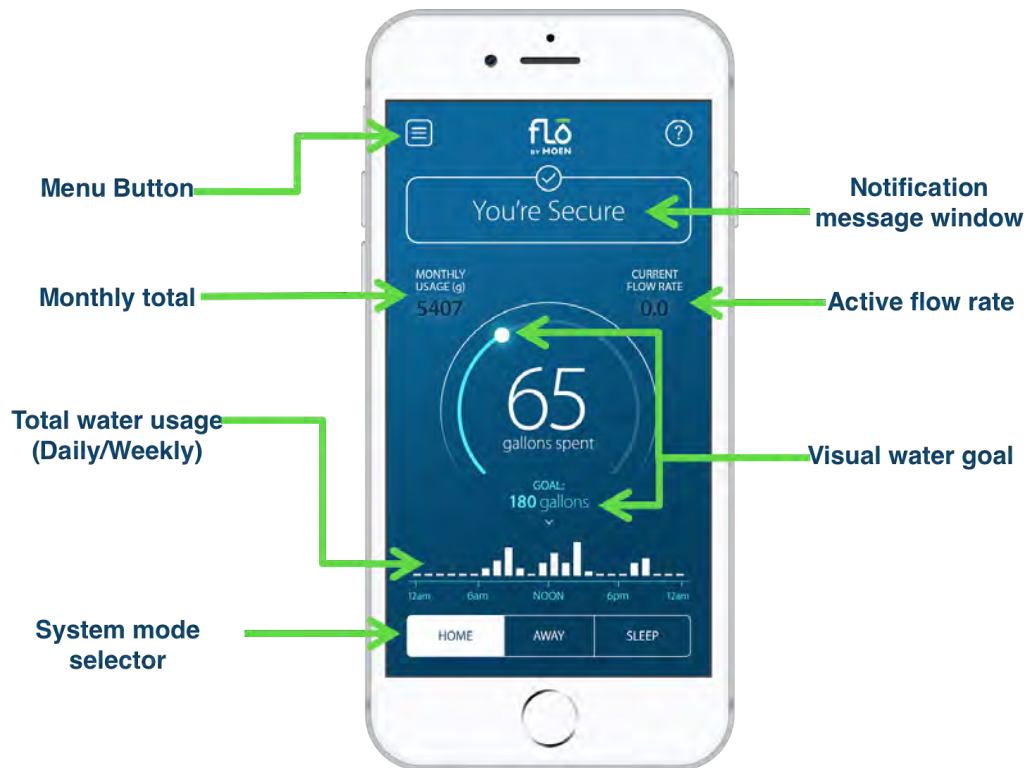 flō
BY MOEN
?
Menu Button
You're Secure
Notification
message window
MONTHLY
USAGE (g)
5407
CURRENT
FLOW RATE
0.0
Monthly total
Active flow rate
65
gallons spent
Total water usage
(Daily/Weekly)
Visual water goal
GOAL:
180 gallons
12am 6am NOON 6pm 12am
System mode
selector
HOME AWAY SLEEP